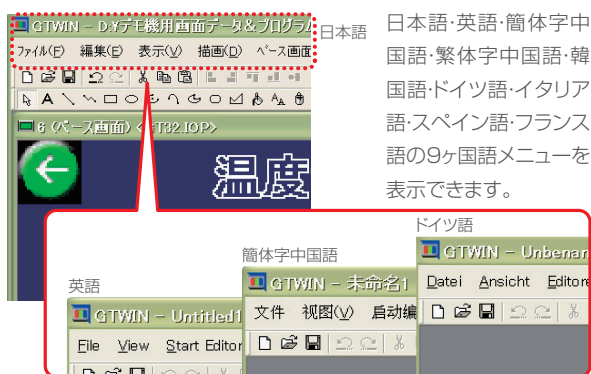 GTWIN – D:¥デモ機用画面データ&プログラム
日本語
ファイル(F) 編集(E) 表示(V) 描画(D) ベース画面
6 (ベース画面) <GT32.IOP>
温度
日本語・英語・簡体字中
国語・繁体字中国語・韓
国語・ドイツ語・イタリア
語・スペイン語・フランス
語の9ヶ国語メニューを
表示できます。
英語
GTWIN – Untitled1
File View Start Editor
簡体字中国語
GTWIN – 未命名1
文件 视图(V) 启动编
ドイツ語
GTWIN – Unbenan
Datei Ansicht Editore